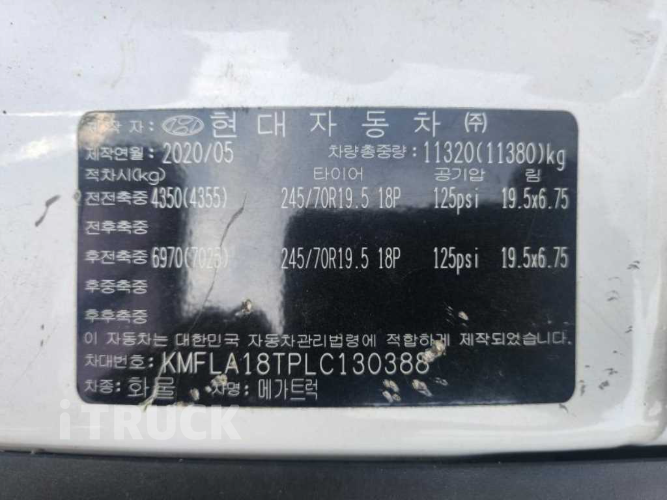 작 자: 현 대 자 동 차 ㈜
제작연월: 2020/05 차량총중량: 11320(11380)kg
적차시(kg) 타이어 공기압 림
전전축중 4350(4355) 245/70R19.5 18P 125psi 19.5x6.75
전후축중
후전축중 6970(7025) 245/70R19.5 18P 125psi 19.5x6.75
후중축중
후후축중
이 자동차는 대한민국 자동차관리법령에 적합하게 제작되었습니다.
차대번호: KMFLA18TPLC130388
차종: 화물 차명: 메가트럭
iTRUCK